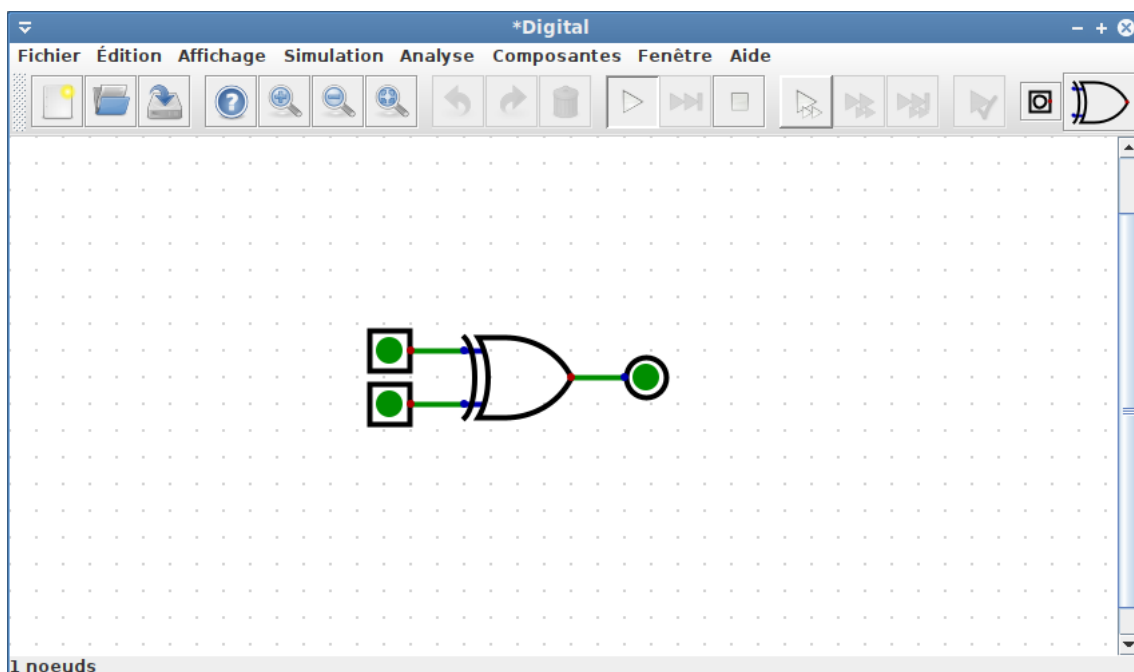 *Digital
Fichier Édition Affichage Simulation Analyse Composantes Fenêtre Aide
1 noeuds